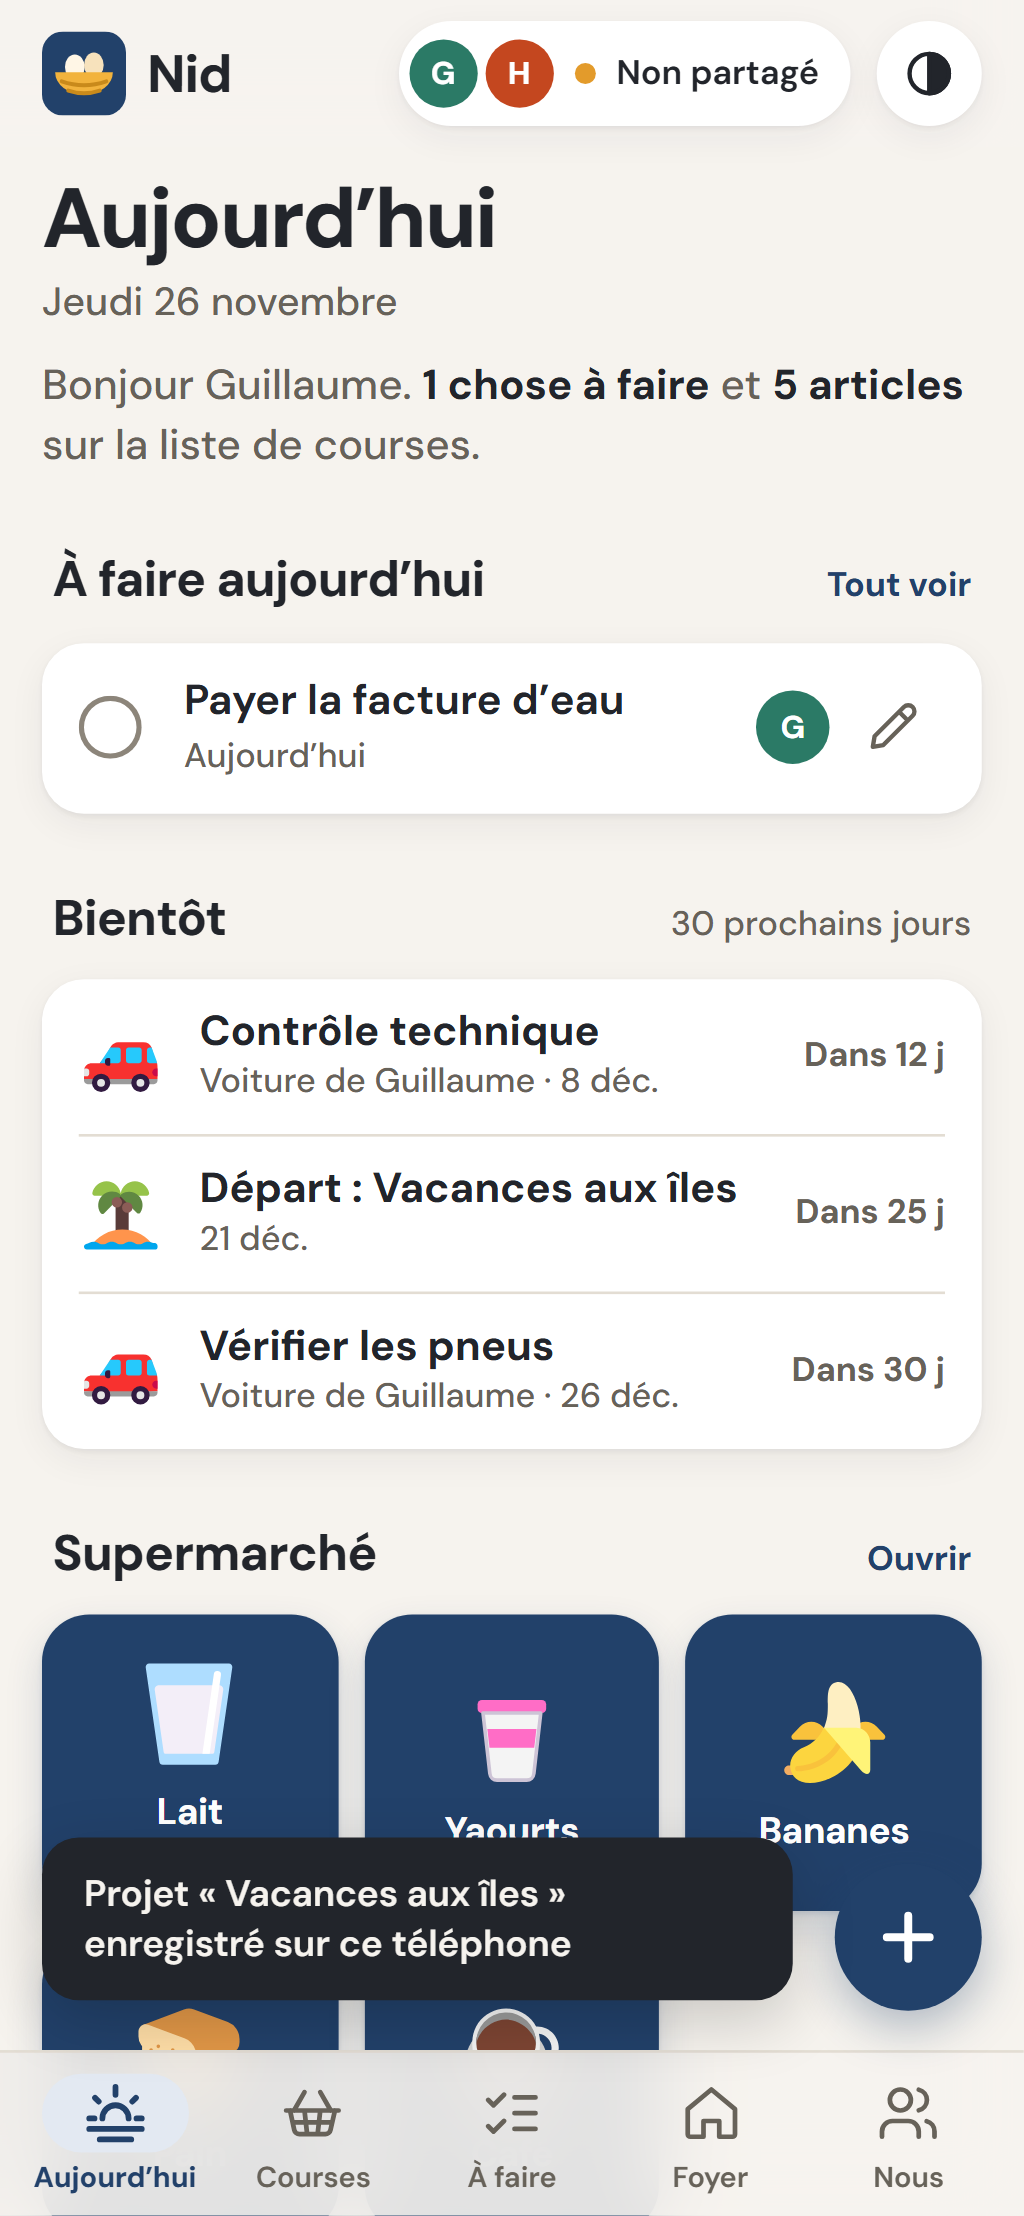 Nid
G H Non partagé
Aujourd’hui
Jeudi 26 novembre
Bonjour Guillaume. 1 chose à faire et 5 articles
sur la liste de courses.
À faire aujourd’hui
Tout voir
Payer la facture d’eau
Aujourd’hui
G
Bientôt
30 prochains jours
Contrôle technique
Voiture de Guillaume · 8 déc.
Dans 12 j
Départ : Vacances aux îles
21 déc.
Dans 25 j
Vérifier les pneus
Voiture de Guillaume · 26 déc.
Dans 30 j
Supermarché
Ouvrir
Lait
Yaourts
Bananes
Projet « Vacances aux îles »
enregistré sur ce téléphone
Aujourd’hui
Courses
À faire
Foyer
Nous